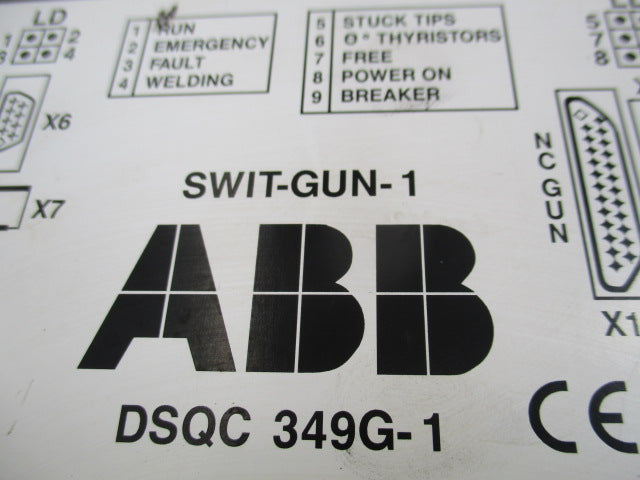 LD
1 2
3 4
1 RUN
2 EMERGENCY
3 FAULT
4 WELDING
5 STUCK TIPS
6 Θ° THYRISTORS
7 FREE
8 POWER ON
9 BREAKER
5
7
8
X6
X7
NC GUN
SWIT-GUN-1
ABB
X1
DSQC 349G-1
CE